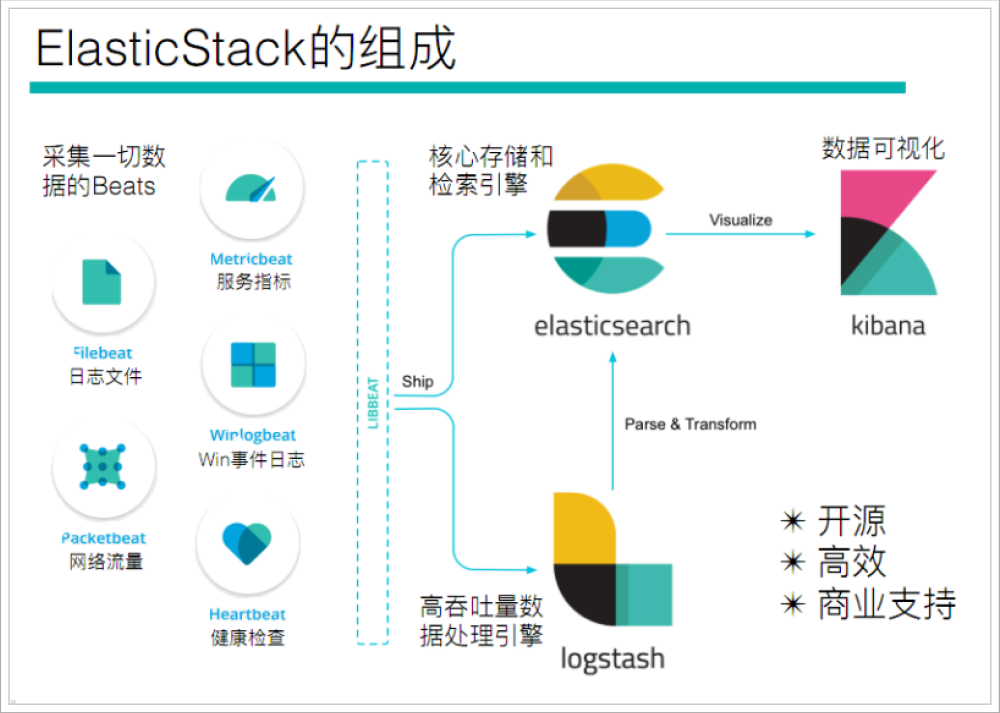 ElasticStack的组成
采集一切数
据的Beats
Metricbeat
服务指标
Filebeat
日志文件
Winlogbeat
Win事件日志
Packetbeat
网络流量
Heartbeat
健康检查
LIBBEAT
Ship
核心存储和
检索引擎
elasticsearch
Visualize
数据可视化
kibana
Parse & Transform
高吞吐量数
据处理引擎
logstash
✴ 开源
✴ 高效
✴ 商业支持